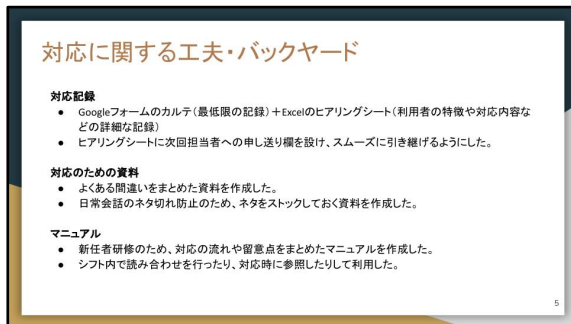 対応に関する工夫・バックヤード
対応記録
● Googleフォームのカルテ(最低限の記録)＋Excelのヒアリングシート(利用者の特徴や対応内容な
どの詳細な記録)
● ヒアリングシートに次回担当者への申し送り欄を設け、スムーズに引き継げるようにした。
対応のための資料
● よくある間違いをまとめた資料を作成した。
● 日常会話のネタ切れ防止のため、ネタをストックしておく資料を作成した。
マニュアル
● 新任者研修のため、対応の流れや留意点をまとめたマニュアルを作成した。
● シフト内で読み合わせを行ったり、対応時に参照したりして利用した。
5